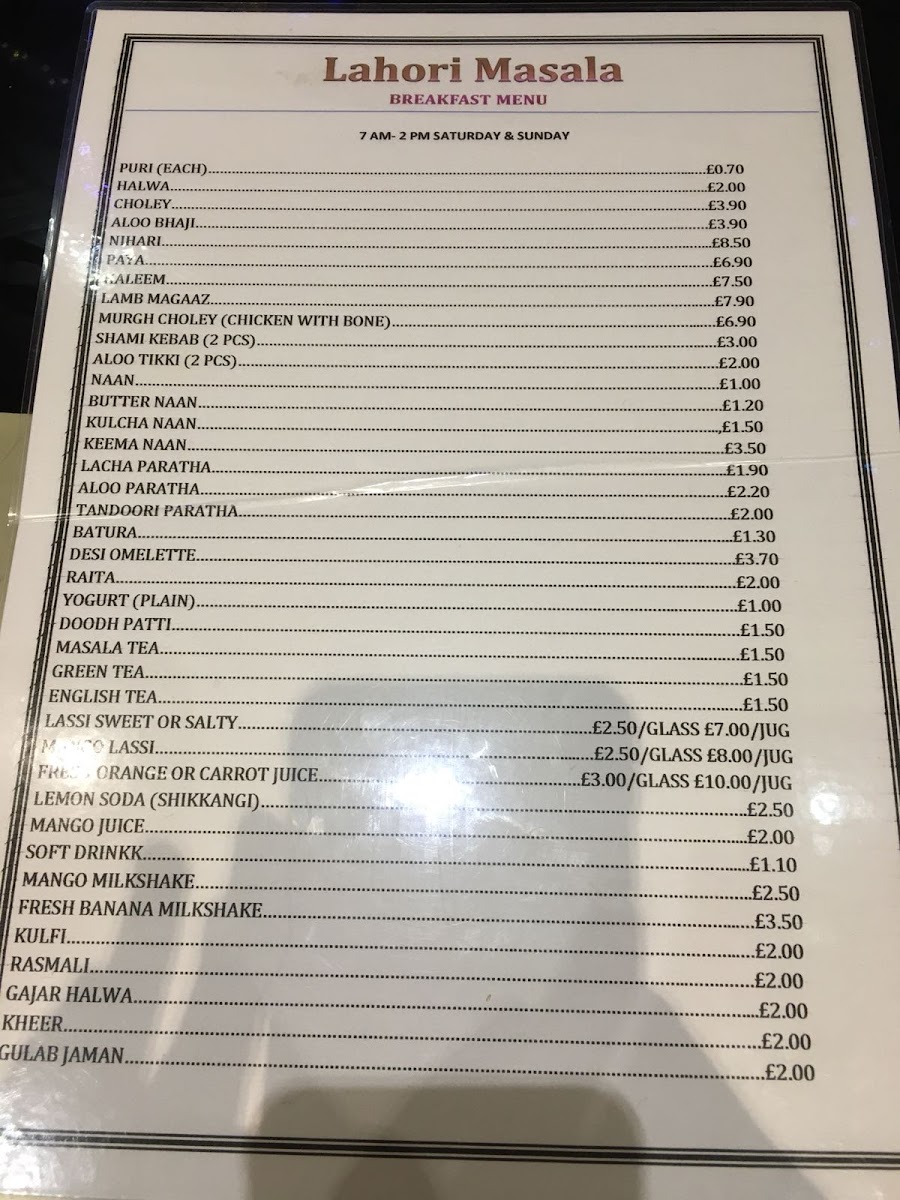 Lahori Masala
BREAKFAST MENU
7 AM- 2 PM SATURDAY & SUNDAY
PURI (EACH)....................£0.70
HALWA....................£2.00
CHOLEY....................£3.90
ALOO BHAJI....................£3.90
NIHARI....................£8.50
PAYA....................£6.90
HALEEM....................£7.50
LAMB MAGAAZ....................£7.90
MURGH CHOLEY (CHICKEN WITH BONE)....................£6.90
SHAMI KEBAB (2 PCS)....................£3.00
ALOO TIKKI (2 PCS)....................£2.00
NAAN....................£1.00
BUTTER NAAN....................£1.20
KULCHA NAAN....................£1.50
KEEMA NAAN....................£3.50
LACHA PARATHA....................£1.90
ALOO PARATHA....................£2.20
TANDOORI PARATHA....................£2.00
BATURA....................£1.30
DESI OMELETTE....................£3.70
RAITA....................£2.00
YOGURT (PLAIN)....................£1.00
DOODH PATTI....................£1.50
MASALA TEA....................£1.50
GREEN TEA....................£1.50
ENGLISH TEA....................£1.50
LASSI SWEET OR SALTY....................£2.50/GLASS £7.00/JUG
MANGO LASSI....................£2.50/GLASS £8.00/JUG
FRESH ORANGE OR CARROT JUICE....................£3.00/GLASS £10.00/JUG
LEMON SODA (SHIKKANGI)....................£2.50
MANGO JUICE....................£2.00
SOFT DRINKK....................£1.10
MANGO MILKSHAKE....................£2.50
FRESH BANANA MILKSHAKE....................£3.50
KULFI....................£2.00
RASMALI....................£2.00
GAJAR HALWA....................£2.00
KHEER....................£2.00
GULAB JAMAN....................£2.00